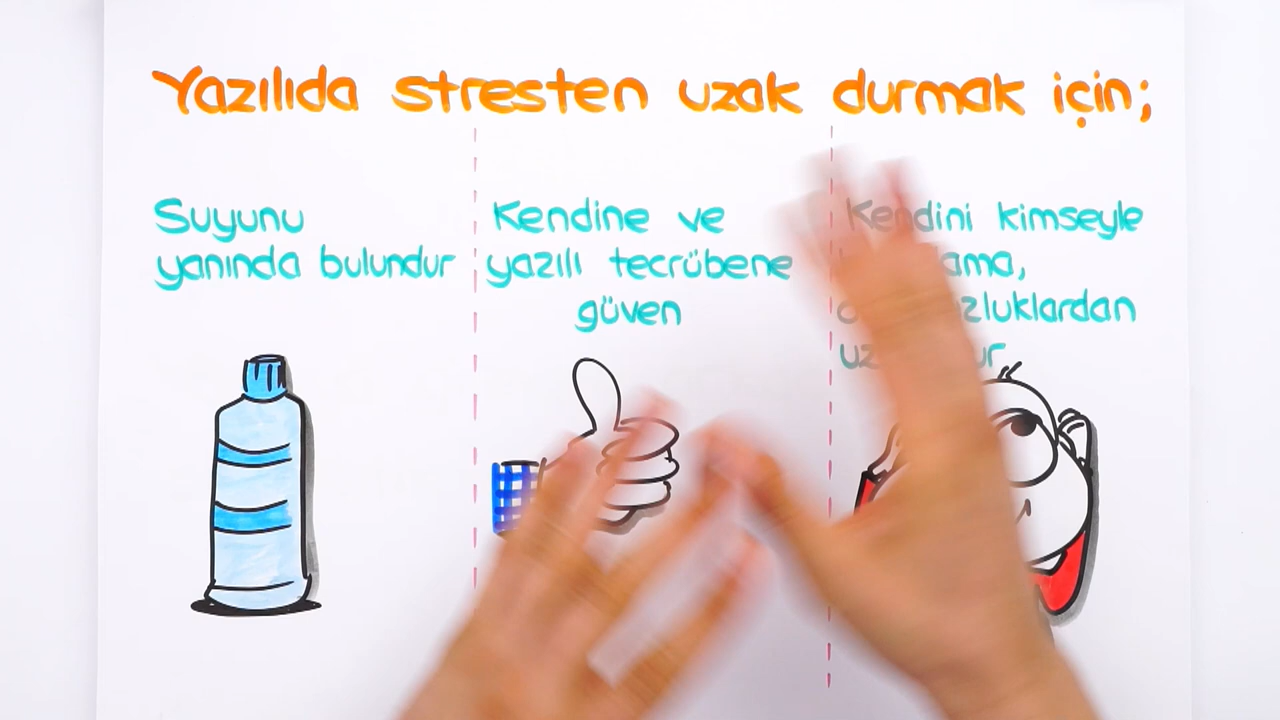 Yazılıda stresten uzak durmak için;
Suyunu
yanında bulundur
Kendine ve
yazılı tecrübene
güven
Kendini kimseyle